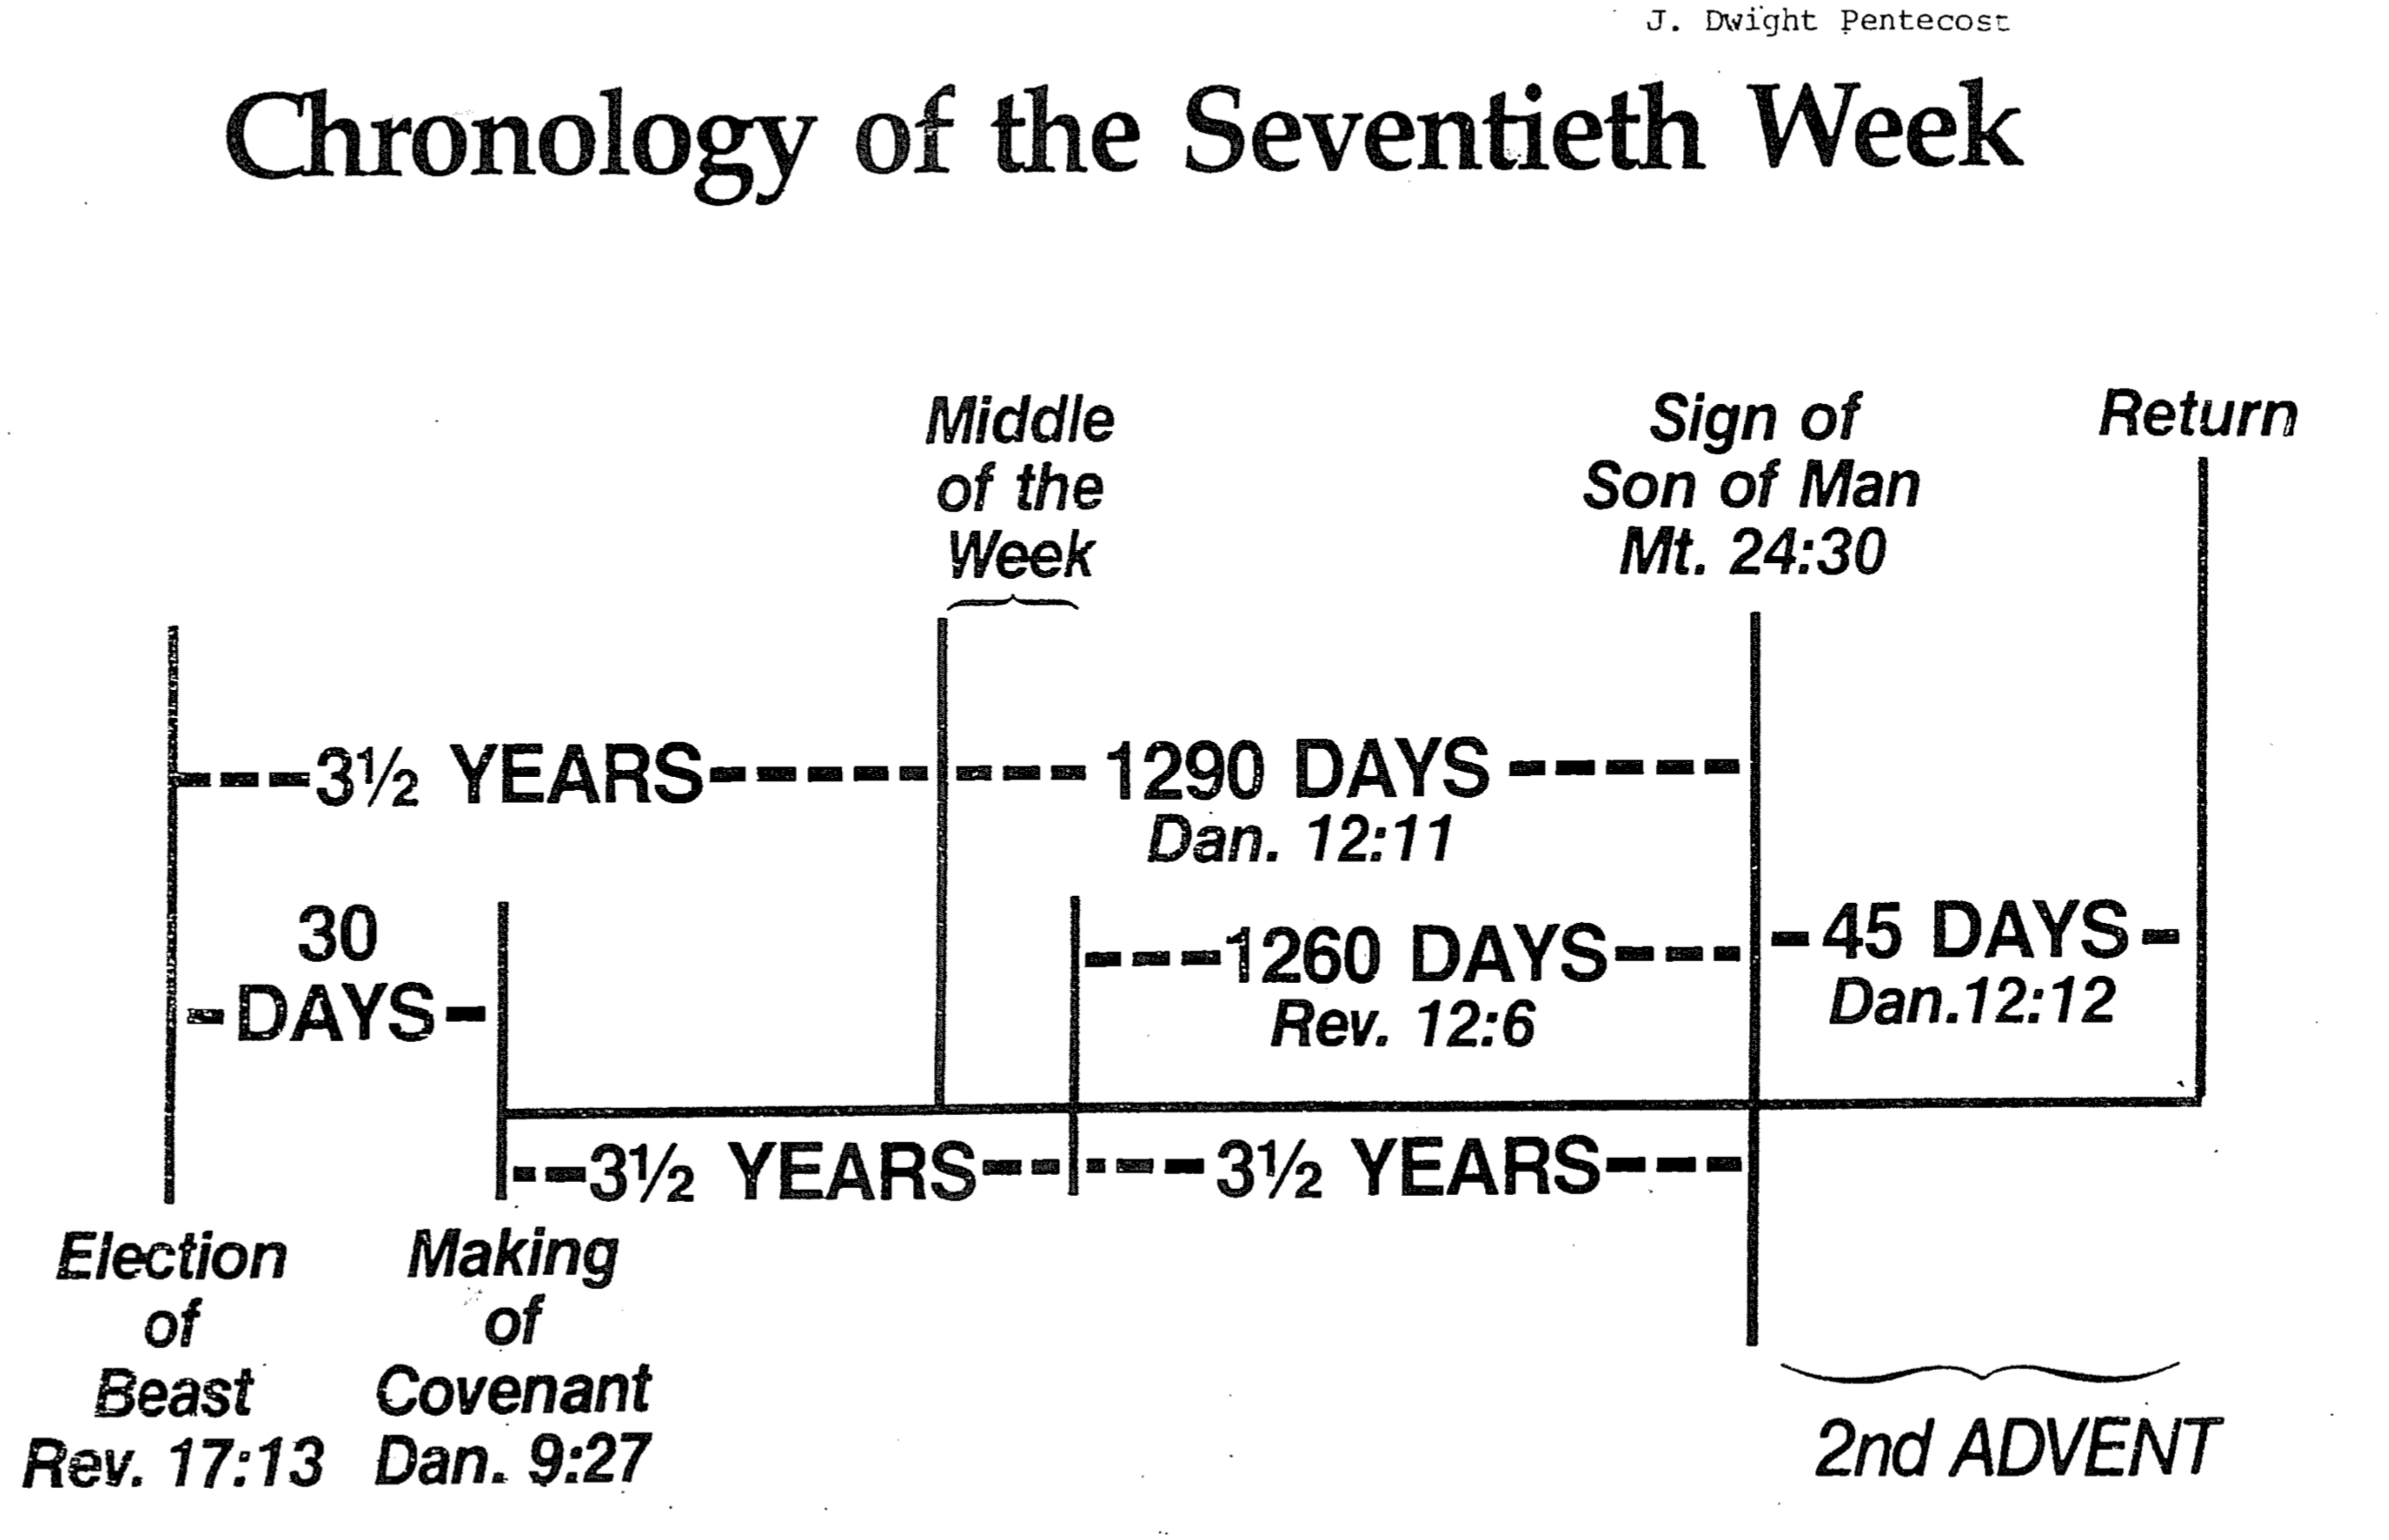 J. Dwight Pentecost
Chronology of the Seventieth Week
Middle
of the
Week
Sign of
Son of Man
Mt. 24:30
Return
3½ YEARS
1290 DAYS
Dan. 12:11
30
DAYS
1260 DAYS
Rev. 12:6
45 DAYS
Dan.12:12
3½ YEARS
3½ YEARS
Election
of
Beast
Rev. 17:13
Making
of
Covenant
Dan. 9:27
2nd ADVENT